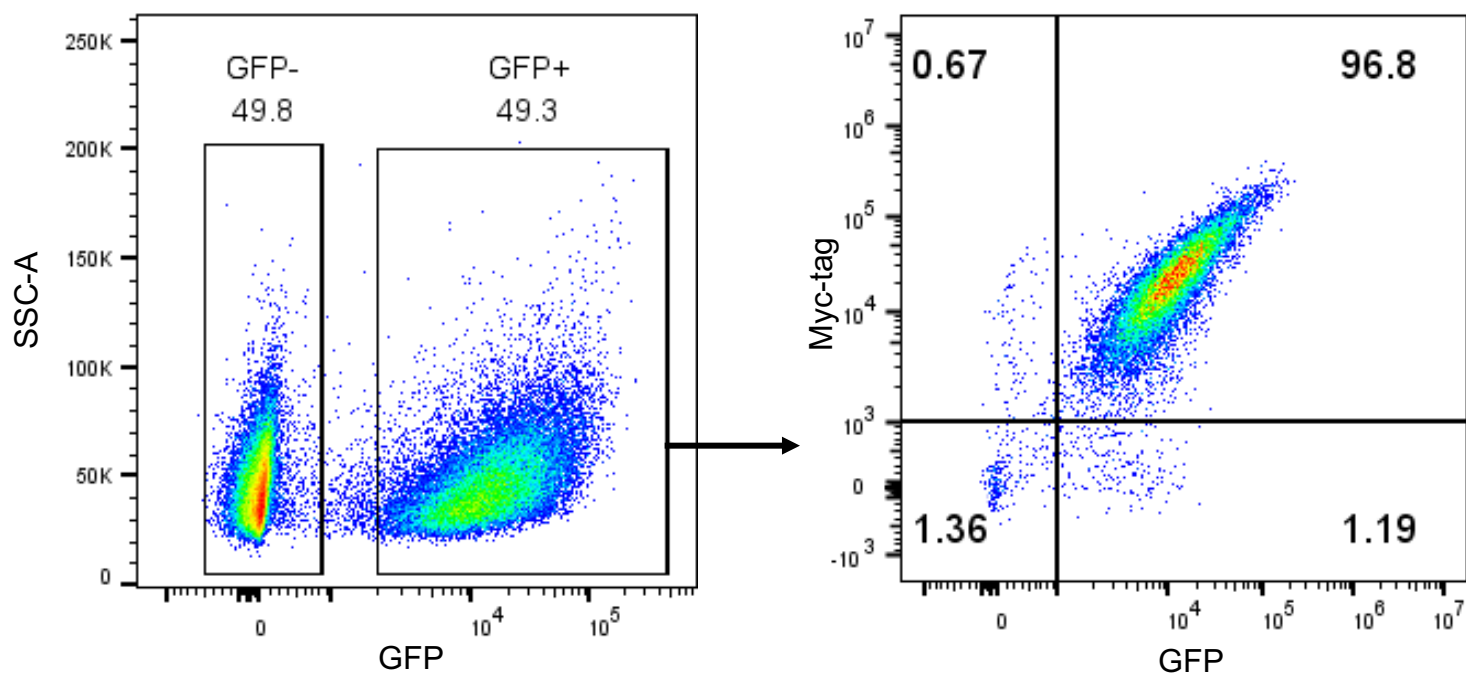 GFP- GFP+
49.8 49.3
250K
200K
150K
100K
50K
0
SSC-A
0 10^4 10^5
GFP
0.67 96.8
10^7
10^6
10^5
10^4
10^3
0
-10^3
Myc-tag
1.36 1.19
0 10^4 10^5 10^6 10^7
GFP